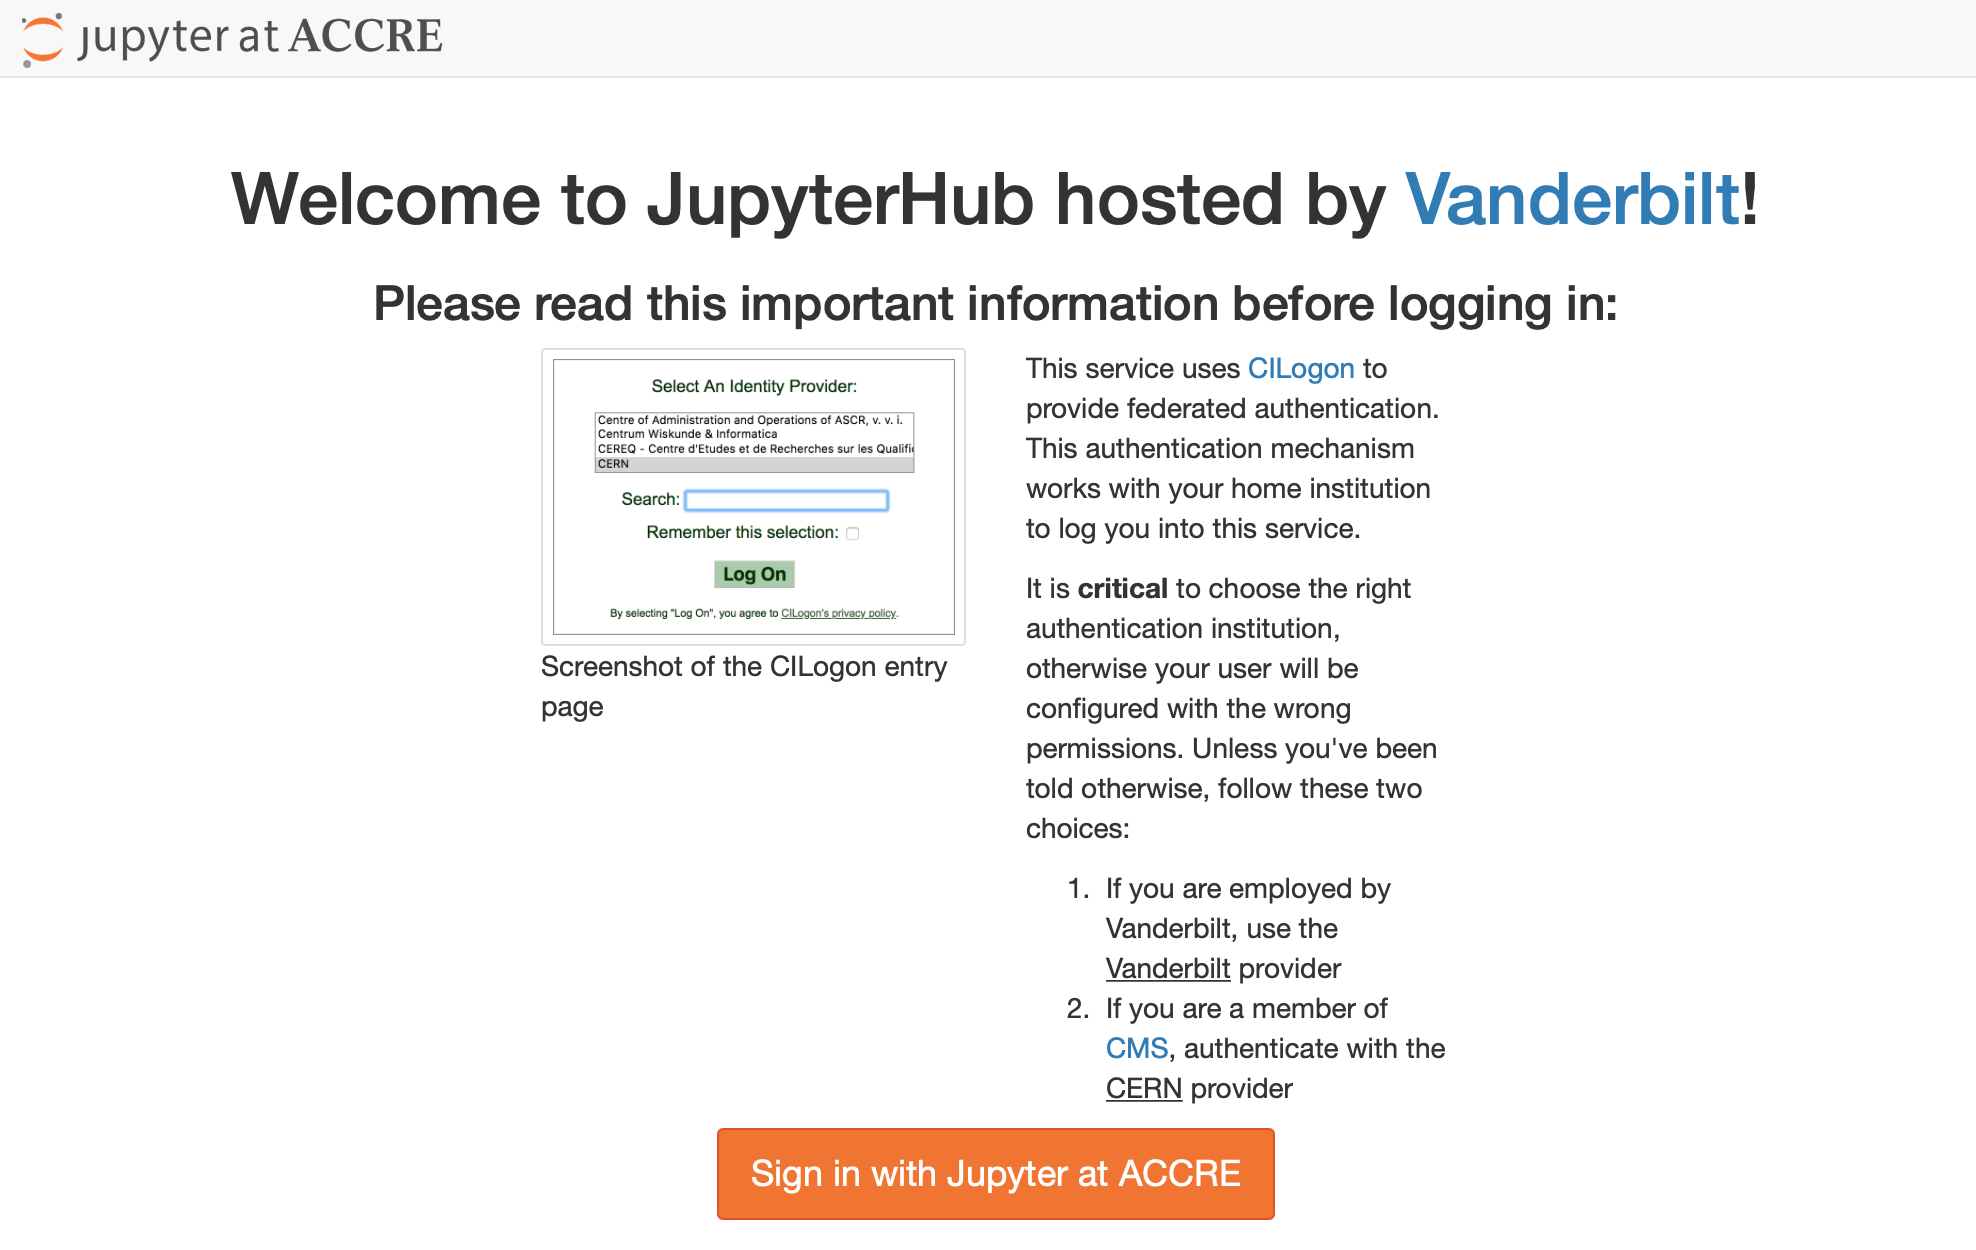 jupyter at ACCRE
Welcome to JupyterHub hosted by Vanderbilt!
Please read this important information before logging in:
Select An Identity Provider:
Centre of Administration and Operations of ASCR, v. v. i.
Centrum Wiskunde & Informatica
CEREQ - Centre d'Etudes et de Recherches sur les Qualifi
CERN
Search:
Remember this selection:
Log On
By selecting "Log On", you agree to CILogon's privacy policy.
Screenshot of the CILogon entry
page
This service uses CILogon to
provide federated authentication.
This authentication mechanism
works with your home institution
to log you into this service.
It is critical to choose the right
authentication institution,
otherwise your user will be
configured with the wrong
permissions. Unless you've been
told otherwise, follow these two
choices:
1. If you are employed by
Vanderbilt, use the
Vanderbilt provider
2. If you are a member of
CMS, authenticate with the
CERN provider
Sign in with Jupyter at ACCRE